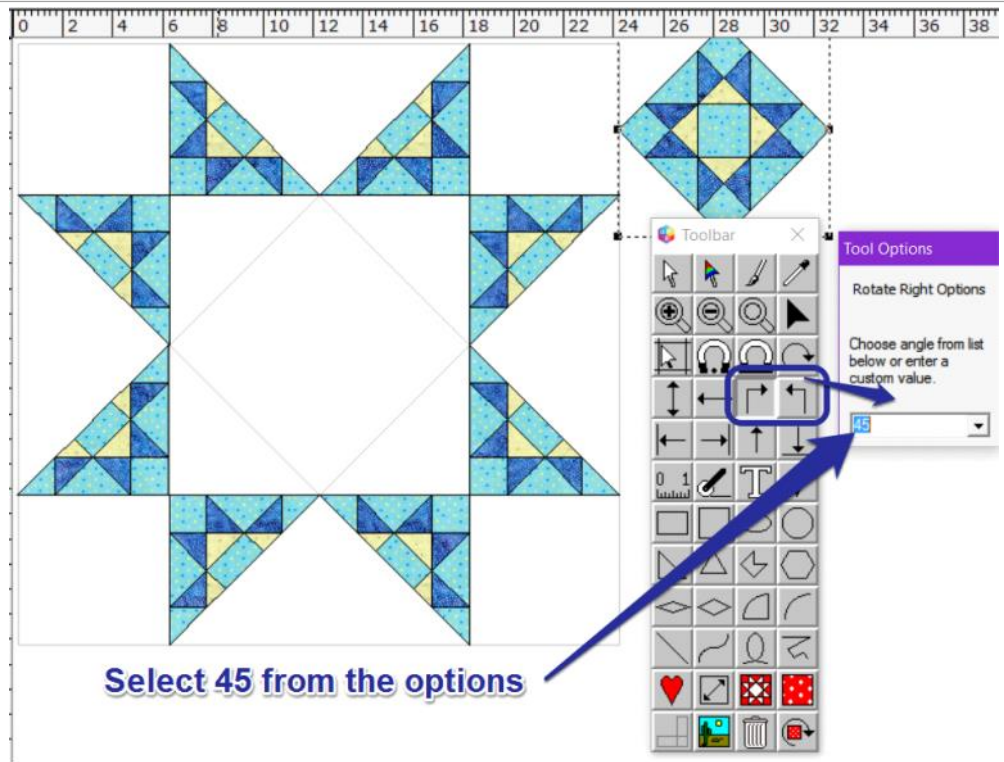 0 2 4 6 8 10 12 14 16 18 20 22 24 26 28 30 32 34 36 38
Toolbar
Tool Options
Rotate Right Options
Choose angle from list
below or enter a
custom value.
45
0 1
T
Select 45 from the options